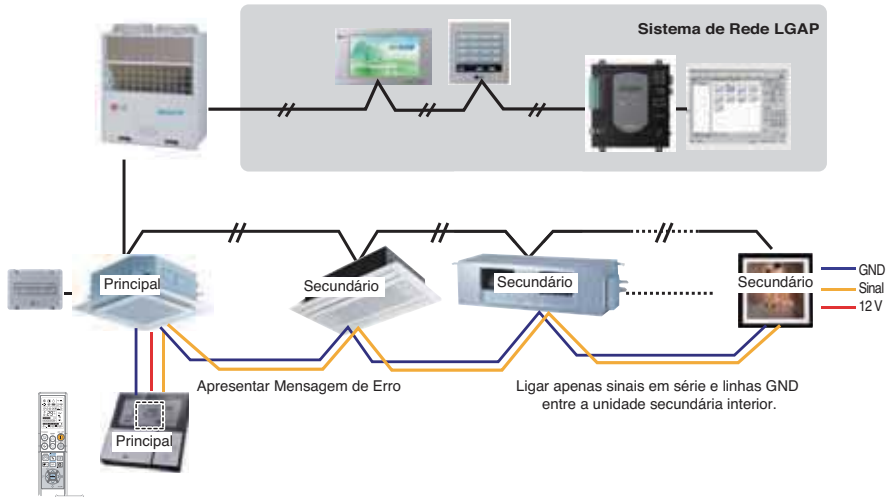 Sistema de Rede LGAP
Principal
Secundário
Secundário
Secundário
GND
Sinal
12 V
Apresentar Mensagem de Erro
Ligar apenas sinais em série e linhas GND
entre a unidade secundária interior.
Principal